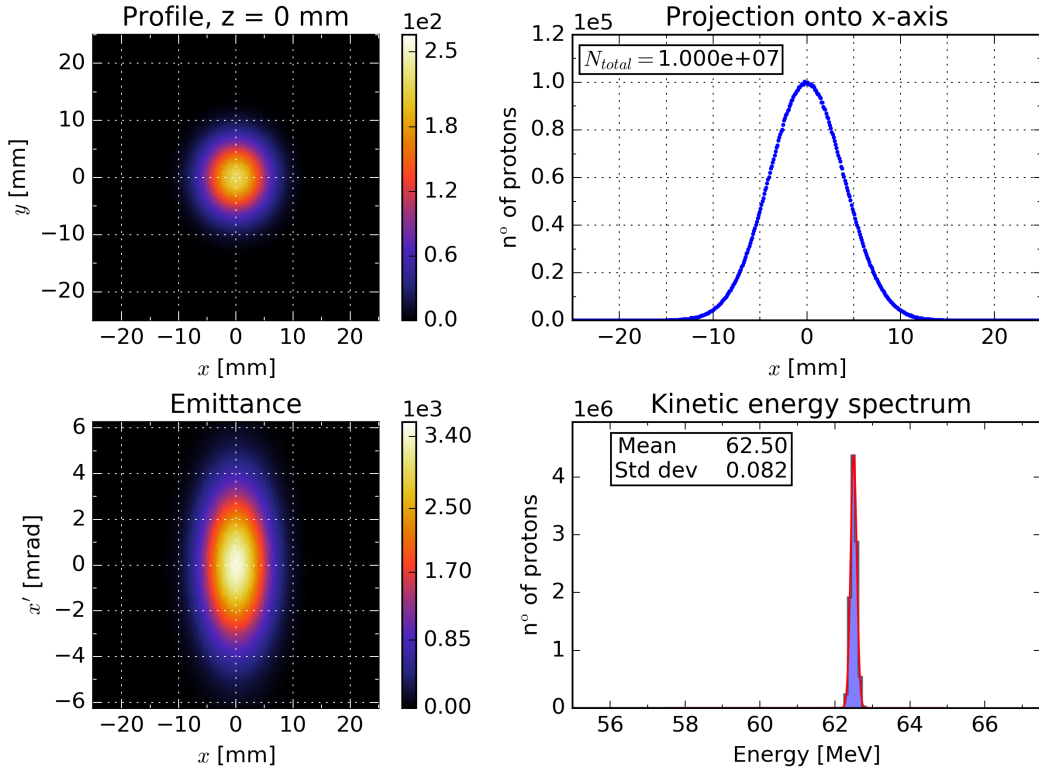 Profile, z = 0 mm
1e2
20
10
0
−10
−20
y [mm]
−20 −10 0 10 20
x [mm]
2.5
1.8
1.2
0.6
0.0
Projection onto x-axis
1e5
N_total = 1.000e+07
1.2
1.0
0.8
0.6
0.4
0.2
0.0
nº of protons
−20 −10 0 10 20
x [mm]
Emittance
1e3
6
4
2
0
−2
−4
−6
x′ [mrad]
−20 −10 0 10 20
x [mm]
3.40
2.50
1.70
0.85
0.00
Kinetic energy spectrum
1e6
Mean 62.50
Std dev 0.082
4
3
2
1
0
nº of protons
56 58 60 62 64 66
Energy [MeV]